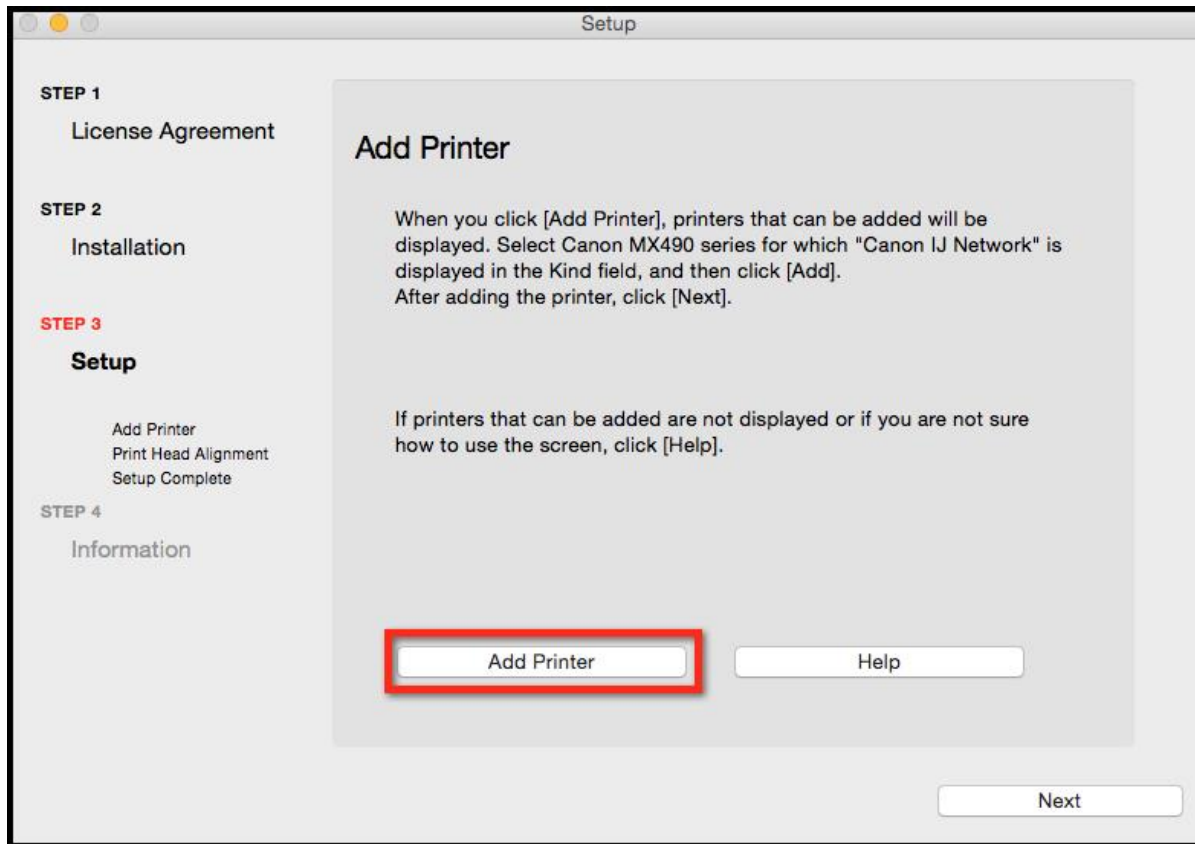 Setup
STEP 1
License Agreement
STEP 2
Installation
STEP 3
Setup
Add Printer
Print Head Alignment
Setup Complete
STEP 4
Information
Add Printer
When you click [Add Printer], printers that can be added will be
displayed. Select Canon MX490 series for which "Canon IJ Network" is
displayed in the Kind field, and then click [Add].
After adding the printer, click [Next].
If printers that can be added are not displayed or if you are not sure
how to use the screen, click [Help].
Add Printer
Help
Next